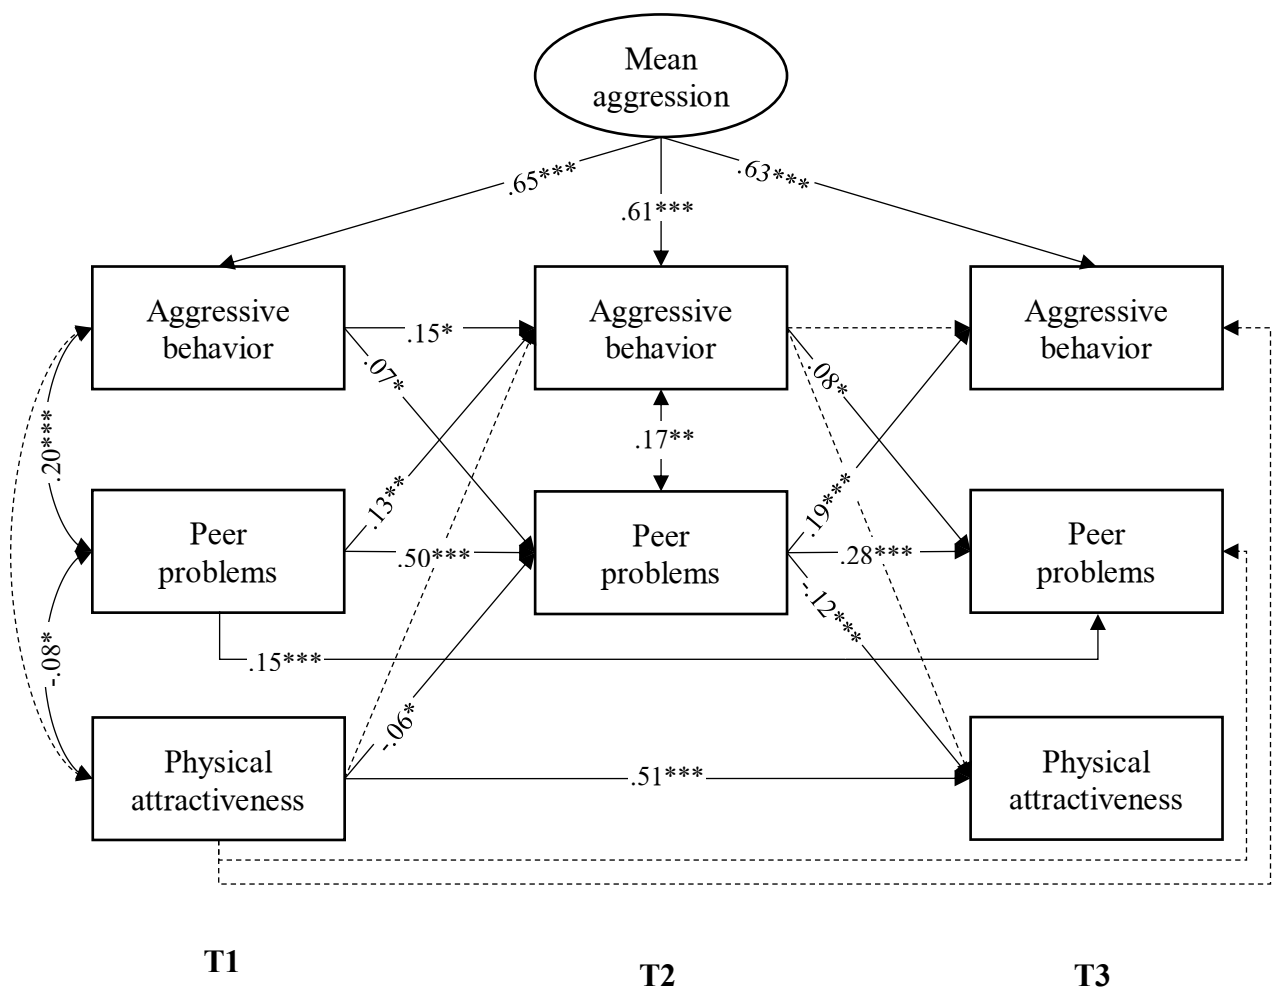 Mean
aggression
.65***
.61***
.63***
Aggressive
behavior
Aggressive
behavior
Aggressive
behavior
.15*
.07*
.08*
.20***
.17**
.13**
.19***
Peer
problems
Peer
problems
Peer
problems
.50***
.28***
-.12***
-.08*
.15***
-.06*
Physical
attractiveness
.51***
Physical
attractiveness
T1
T2
T3